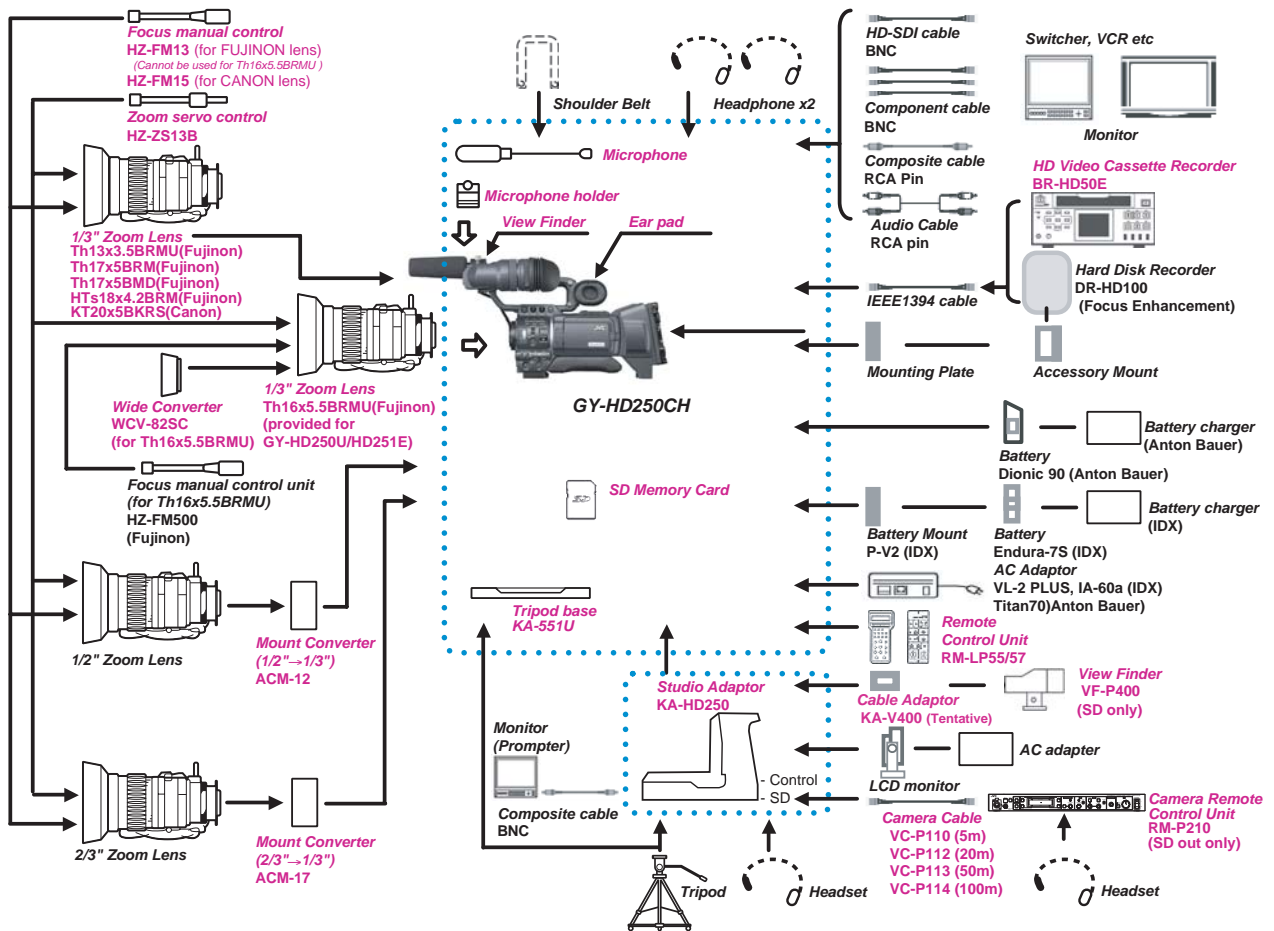 Focus manual control
HZ-FM13 (for FUJINON lens)
(Cannot be used for Th16x5.5BRMU )
HZ-FM15 (for CANON lens)
Zoom servo control
HZ-ZS13B
1/3" Zoom Lens
Th13x3.5BRMU(Fujinon)
Th17x5BRM(Fujinon)
Th17x5BMD(Fujinon)
HTs18x4.2BRM(Fujinon)
KT20x5BKRS(Canon)
Wide Converter
WCV-82SC
(for Th16x5.5BRMU)
1/3" Zoom Lens
Th16x5.5BRMU(Fujinon)
(provided for
GY-HD250U/HD251E)
Focus manual control unit
(for Th16x5.5BRMU)
HZ-FM500
(Fujinon)
1/2" Zoom Lens
Mount Converter
(1/2"→1/3")
ACM-12
2/3" Zoom Lens
Mount Converter
(2/3"→1/3")
ACM-17
Shoulder Belt
Headphone x2
Microphone
Microphone holder
View Finder
Ear pad
JVC
GY-HD250CH
SD Memory Card
SD
Tripod base
KA-551U
Studio Adaptor
KA-HD250
- Control
- SD
Monitor
(Prompter)
Composite cable
BNC
Tripod
Headset
HD-SDI cable
BNC
Component cable
BNC
Composite cable
RCA Pin
Audio Cable
RCA pin
Switcher, VCR etc
Monitor
HD Video Cassette Recorder
BR-HD50E
IEEE1394 cable
Hard Disk Recorder
DR-HD100
(Focus Enhancement)
Mounting Plate
Accessory Mount
Battery
Dionic 90 (Anton Bauer)
Battery charger
(Anton Bauer)
Battery Mount
P-V2 (IDX)
Battery
Endura-7S (IDX)
AC Adaptor
VL-2 PLUS, IA-60a (IDX)
Titan70)Anton Bauer)
Battery charger
(IDX)
Remote
Control Unit
RM-LP55/57
Cable Adaptor
KA-V400 (Tentative)
View Finder
VF-P400
(SD only)
LCD monitor
AC adapter
Camera Cable
VC-P110 (5m)
VC-P112 (20m)
VC-P113 (50m)
VC-P114 (100m)
Camera Remote
Control Unit
RM-P210
(SD out only)
Headset